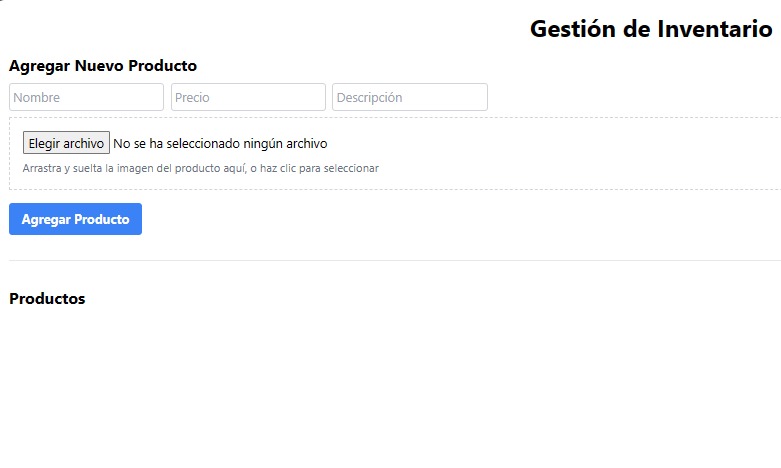 Gestión de Inventario
Agregar Nuevo Producto
Nombre Precio Descripción
Elegir archivo No se ha seleccionado ningún archivo
Arrastra y suelta la imagen del producto aquí, o haz clic para seleccionar
Agregar Producto
Productos